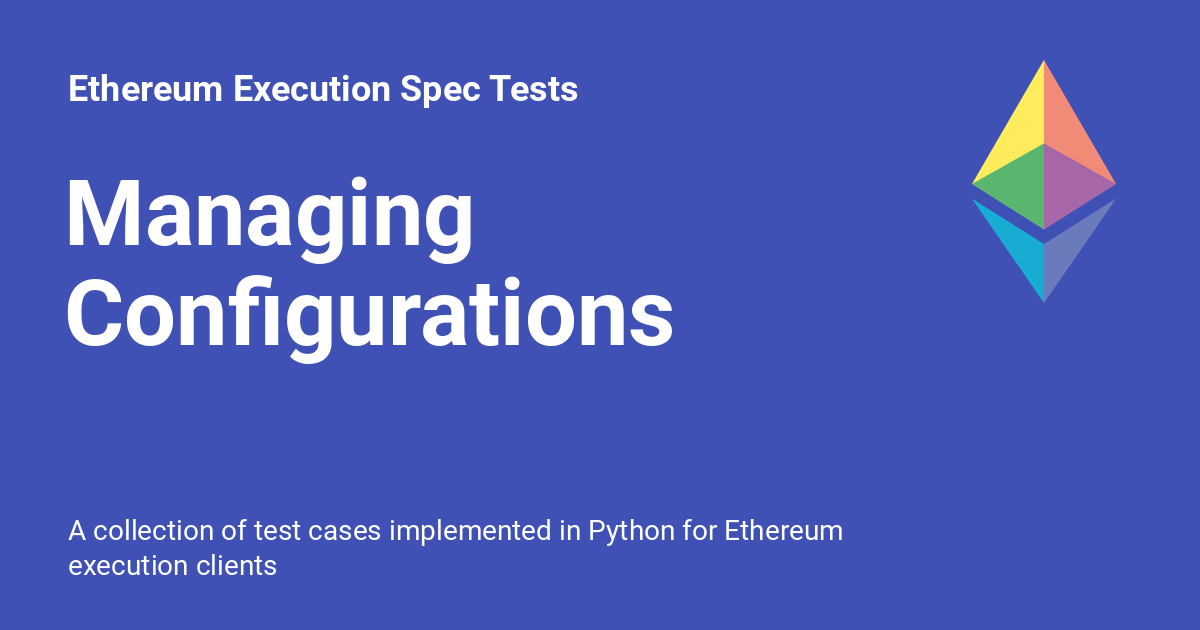 Ethereum Execution Spec Tests
Managing
Configurations
A collection of test cases implemented in Python for Ethereum
execution clients